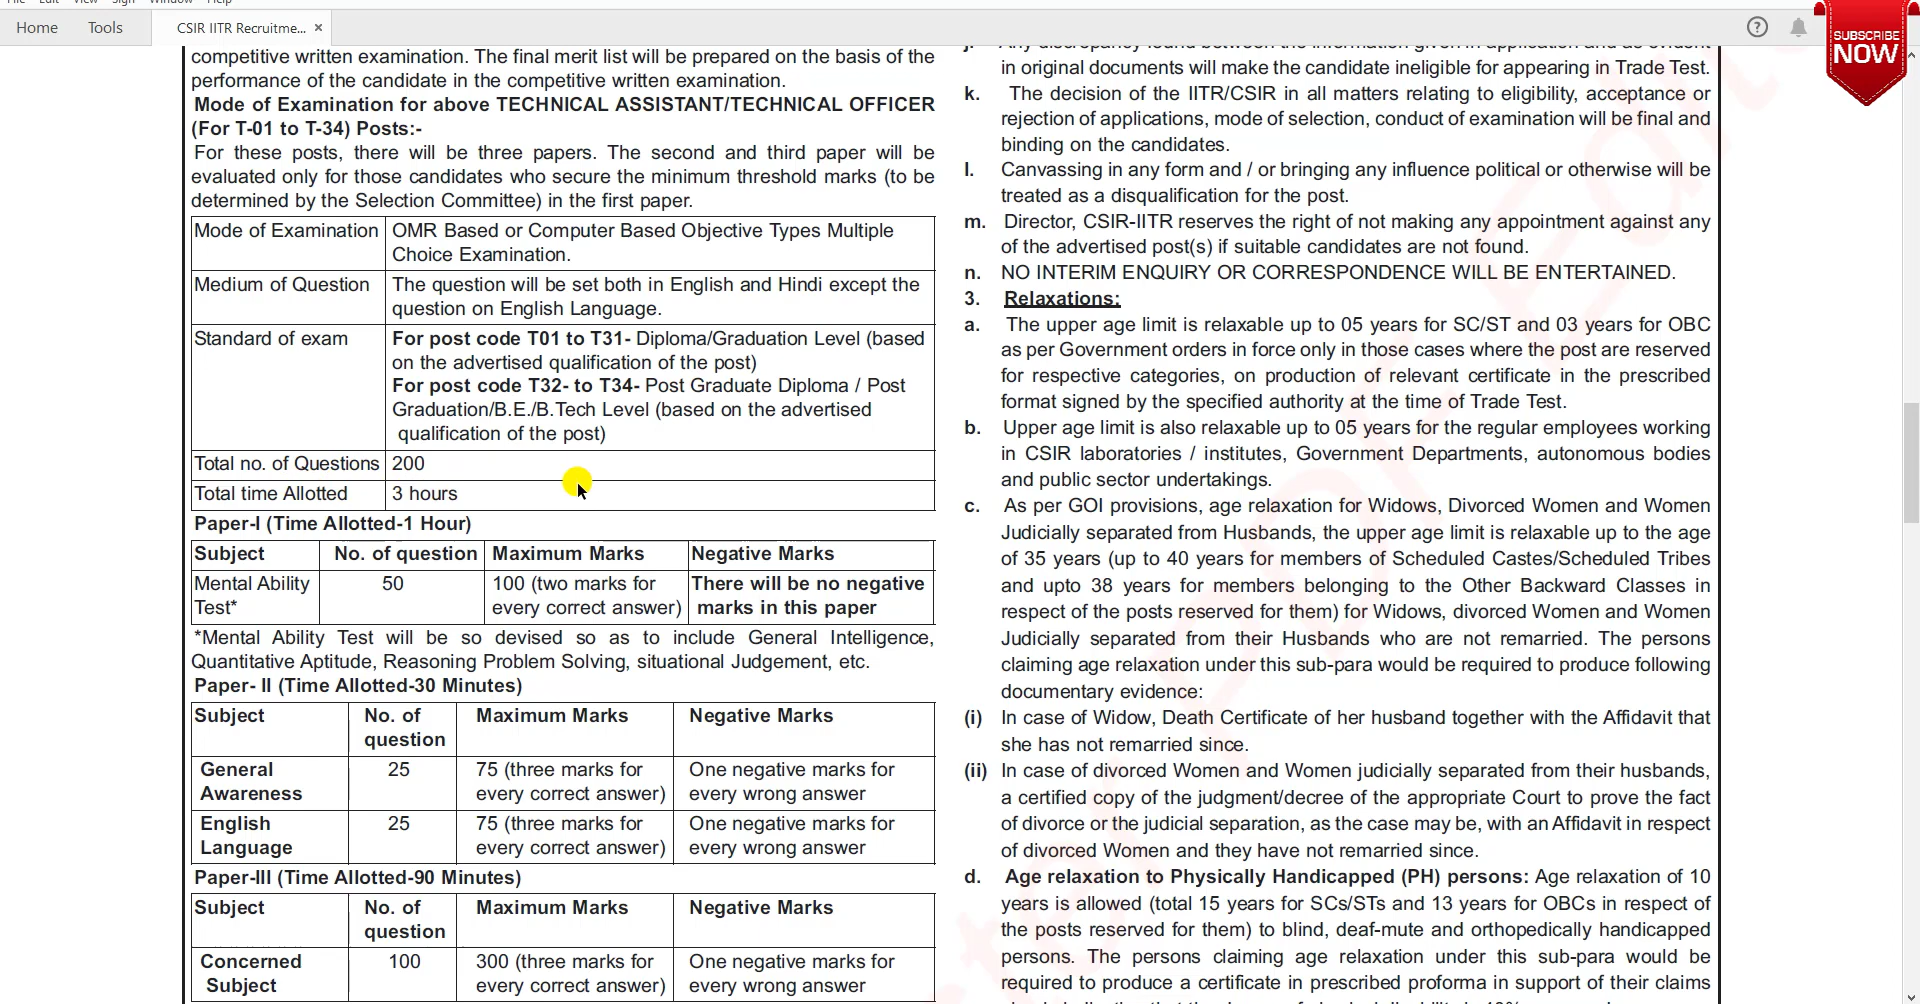 File Edit View Sign Window Help
Home Tools CSIR IITR Recruitme... ×
SUBSCRIBE
NOW
competitive written examination. The final merit list will be prepared on the basis of the
performance of the candidate in the competitive written examination.
Mode of Examination for above TECHNICAL ASSISTANT/TECHNICAL OFFICER
(For T-01 to T-34) Posts:-
For these posts, there will be three papers. The second and third paper will be
evaluated only for those candidates who secure the minimum threshold marks (to be
determined by the Selection Committee) in the first paper.
Mode of Examination OMR Based or Computer Based Objective Types Multiple
Choice Examination.
Medium of Question The question will be set both in English and Hindi except the
question on English Language.
Standard of exam For post code T01 to T31- Diploma/Graduation Level (based
on the advertised qualification of the post)
For post code T32- to T34- Post Graduate Diploma / Post
Graduation/B.E./B.Tech Level (based on the advertised
qualification of the post)
Total no. of Questions 200
Total time Allotted 3 hours
Paper-I (Time Allotted-1 Hour)
Subject No. of question Maximum Marks Negative Marks
Mental Ability 50 100 (two marks for There will be no negative
Test* every correct answer) marks in this paper
*Mental Ability Test will be so devised so as to include General Intelligence,
Quantitative Aptitude, Reasoning Problem Solving, situational Judgement, etc.
Paper- II (Time Allotted-30 Minutes)
Subject No. of Maximum Marks Negative Marks
question
General 25 75 (three marks for One negative marks for
Awareness every correct answer) every wrong answer
English 25 75 (three marks for One negative marks for
Language every correct answer) every wrong answer
Paper-III (Time Allotted-90 Minutes)
Subject No. of Maximum Marks Negative Marks
question
Concerned 100 300 (three marks for One negative marks for
Subject every correct answer) every wrong answer
j. Any discrepancy found between the information given in application and as evident
in original documents will make the candidate ineligible for appearing in Trade Test.
k. The decision of the IITR/CSIR in all matters relating to eligibility, acceptance or
rejection of applications, mode of selection, conduct of examination will be final and
binding on the candidates.
l. Canvassing in any form and / or bringing any influence political or otherwise will be
treated as a disqualification for the post.
m. Director, CSIR-IITR reserves the right of not making any appointment against any
of the advertised post(s) if suitable candidates are not found.
n. NO INTERIM ENQUIRY OR CORRESPONDENCE WILL BE ENTERTAINED.
3. Relaxations:
a. The upper age limit is relaxable up to 05 years for SC/ST and 03 years for OBC
as per Government orders in force only in those cases where the post are reserved
for respective categories, on production of relevant certificate in the prescribed
format signed by the specified authority at the time of Trade Test.
b. Upper age limit is also relaxable up to 05 years for the regular employees working
in CSIR laboratories / institutes, Government Departments, autonomous bodies
and public sector undertakings.
c. As per GOI provisions, age relaxation for Widows, Divorced Women and Women
Judicially separated from Husbands, the upper age limit is relaxable up to the age
of 35 years (up to 40 years for members of Scheduled Castes/Scheduled Tribes
and upto 38 years for members belonging to the Other Backward Classes in
respect of the posts reserved for them) for Widows, divorced Women and Women
Judicially separated from their Husbands who are not remarried. The persons
claiming age relaxation under this sub-para would be required to produce following
documentary evidence:
(i) In case of Widow, Death Certificate of her husband together with the Affidavit that
she has not remarried since.
(ii) In case of divorced Women and Women judicially separated from their husbands,
a certified copy of the judgment/decree of the appropriate Court to prove the fact
of divorce or the judicial separation, as the case may be, with an Affidavit in respect
of divorced Women and they have not remarried since.
d. Age relaxation to Physically Handicapped (PH) persons: Age relaxation of 10
years is allowed (total 15 years for SCs/STs and 13 years for OBCs in respect of
the posts reserved for them) to blind, deaf-mute and orthopedically handicapped
persons. The persons claiming age relaxation under this sub-para would be
required to produce a certificate in prescribed proforma in support of their claims